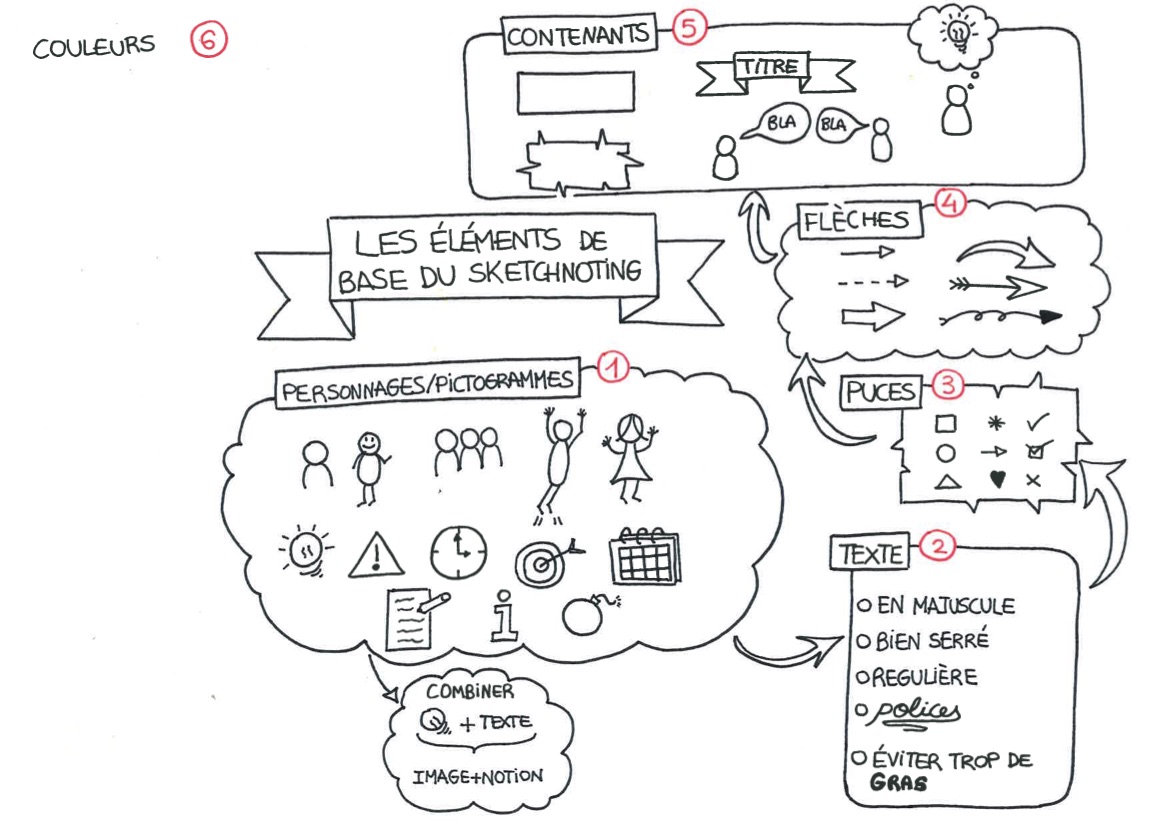 COULEURS 6
CONTENANTS 5
TITRE
BLA BLA
LES ÉLÉMENTS DE
BASE DU SKETCHNOTING
FLÈCHES 4
PERSONNAGES/PICTOGRAMMES 1
PUCES 3
TEXTE 2
EN MAJUSCULE
BIEN SERRÉ
REGULIÈRE
polices
ÉVITER TROP DE
GRAS
COMBINER
+ TEXTE
IMAGE+NOTION